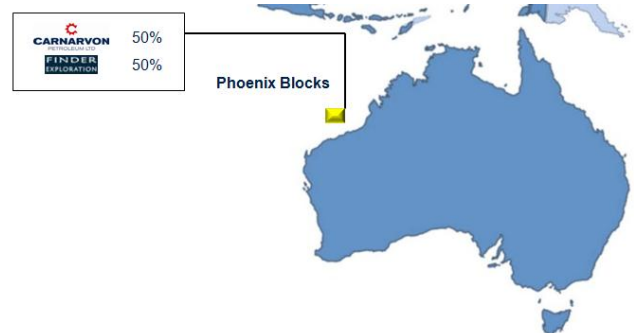 CARNARVON
PETROLEUM LTD
50%
FINDER
EXPLORATION
50%
Phoenix Blocks